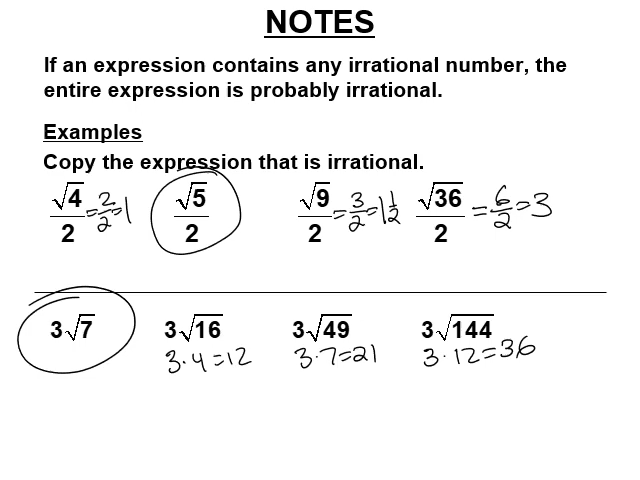 NOTES
If an expression contains any irrational number, the
entire expression is probably irrational.
Examples
Copy the expression that is irrational.
√4/2 =2/2=1 √5/2 √9/2 =3/2=1 1/2 √36/2 =6/2=3
3√7 3√16 3√49 3√144
3·4=12 3·7=21 3·12=36